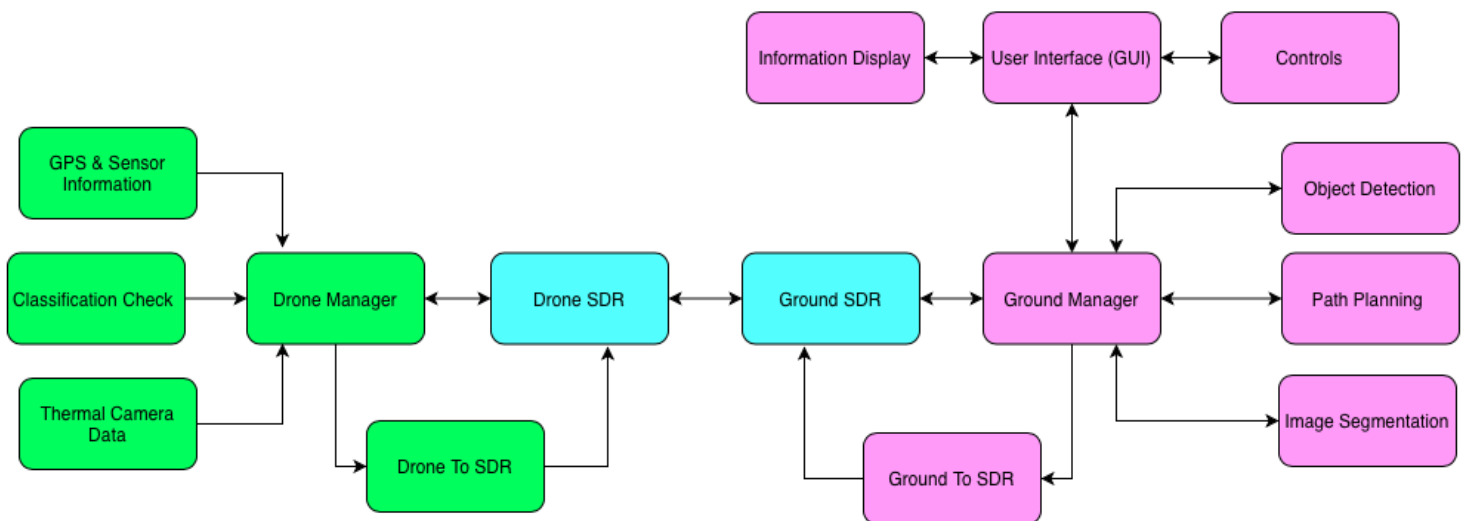 Information Display
User Interface (GUI)
Controls
GPS & Sensor
Information
Object Detection
Classification Check
Drone Manager
Drone SDR
Ground SDR
Ground Manager
Path Planning
Thermal Camera
Data
Drone To SDR
Ground To SDR
Image Segmentation